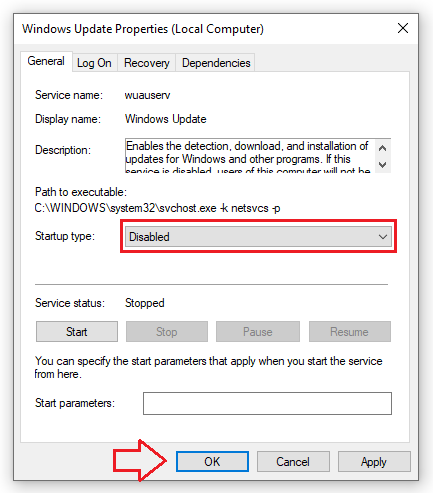 Windows Update Properties (Local Computer)
General Log On Recovery Dependencies
Service name: wuauserv
Display name: Windows Update
Description: Enables the detection, download, and installation of
updates for Windows and other programs. If this
service is disabled, users of this computer will not be
Path to executable:
C:\WINDOWS\system32\svchost.exe -k netsvcs -p
Startup type: Disabled
Service status: Stopped
Start Stop Pause Resume
You can specify the start parameters that apply when you start the service
from here.
Start parameters:
OK Cancel Apply